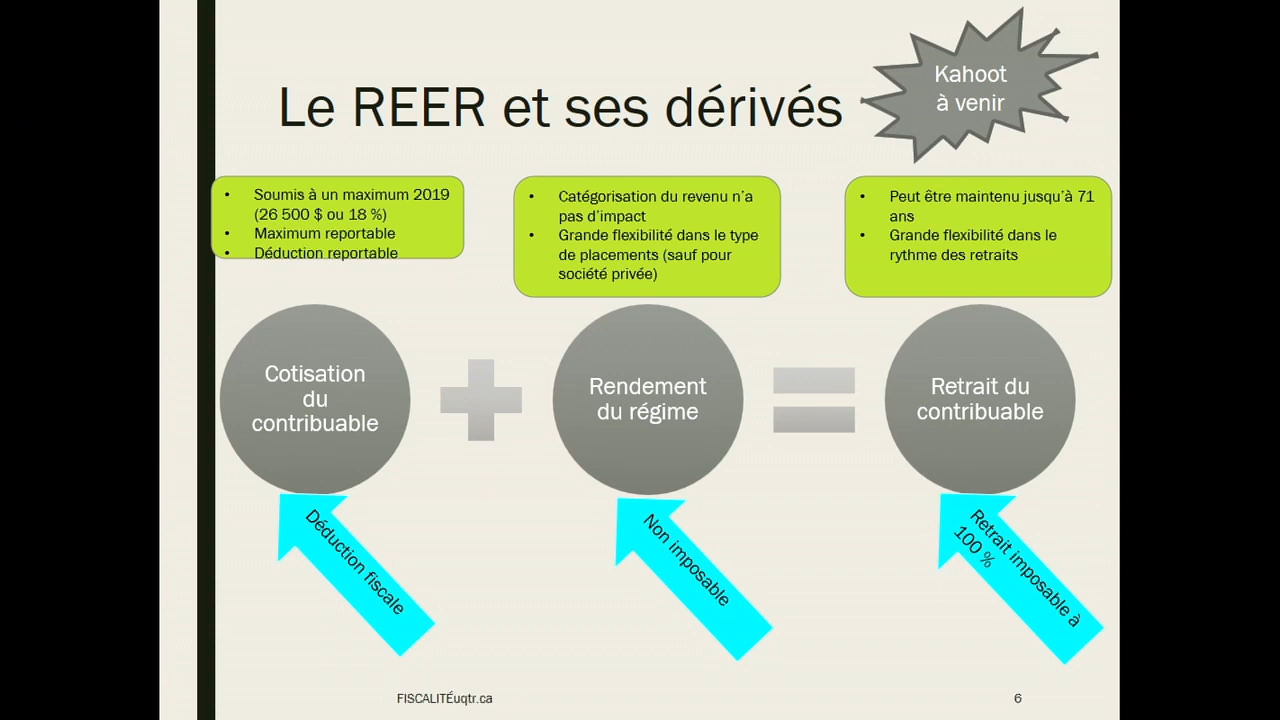 Le REER et ses dérivés
Kahoot
à venir
• Soumis à un maximum 2019
(26 500 $ ou 18 %)
• Maximum reportable
• Déduction reportable
• Catégorisation du revenu n'a
pas d'impact
• Grande flexibilité dans le type
de placements (sauf pour
société privée)
• Peut être maintenu jusqu'à 71
ans
• Grande flexibilité dans le
rythme des retraits
Cotisation
du
contribuable
Rendement
du régime
Retrait du
contribuable
Déduction fiscale
Non imposable
Retrait imposable à
100 %
FISCALITÉuqtr.ca
6